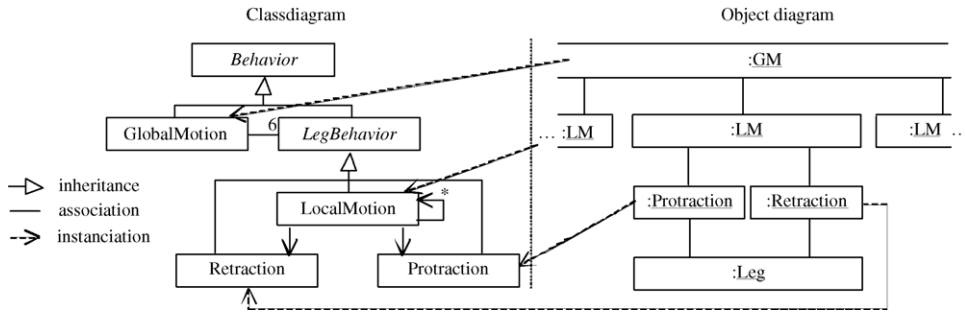 Classdiagram
Object diagram
Behavior
:GM
GlobalMotion
6
LegBehavior
... :LM
:LM
:LM ...
inheritance
association
instanciation
LocalMotion
*
:Protraction
:Retraction
Retraction
Protraction
:Leg